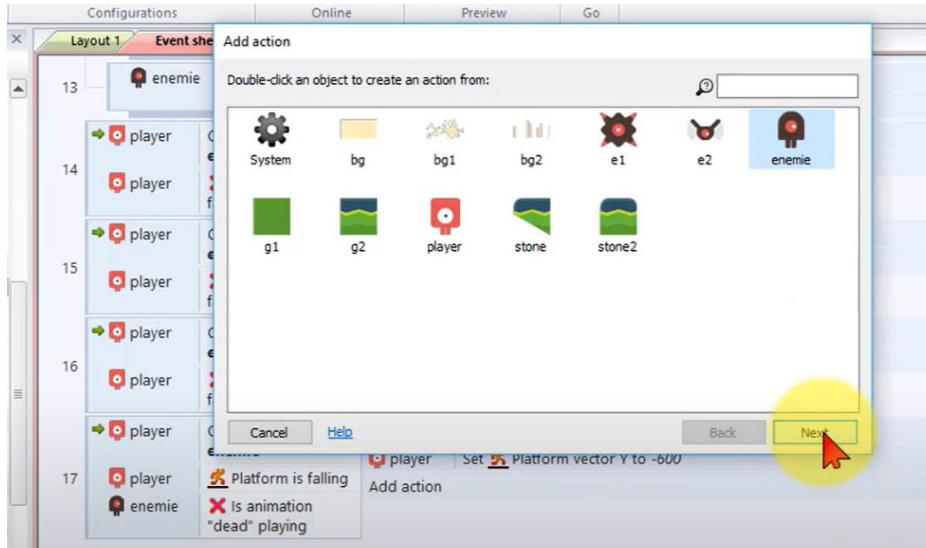 Configurations Online Preview Go
Layout 1 Event she
Add action
Double-click an object to create an action from:
System bg bg1 bg2 e1 e2 enemie
g1 g2 player stone stone2
Cancel Help Back Next
13 enemie
player
14
player
player
15
player
player
16
player
player
player Set Platform vector Y to -600
17 player Platform is falling
Add action
enemie Is animation
"dead" playing